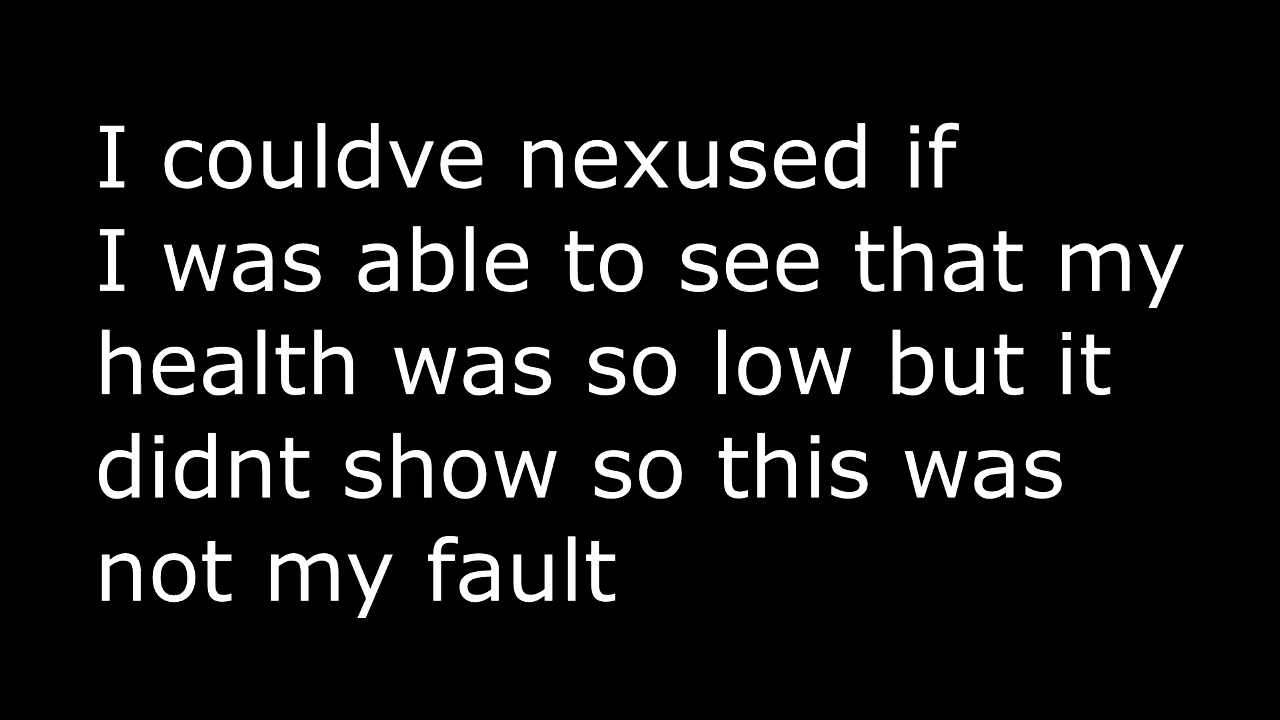 I couldve nexused if
I was able to see that my
health was so low but it
didnt show so this was
not my fault